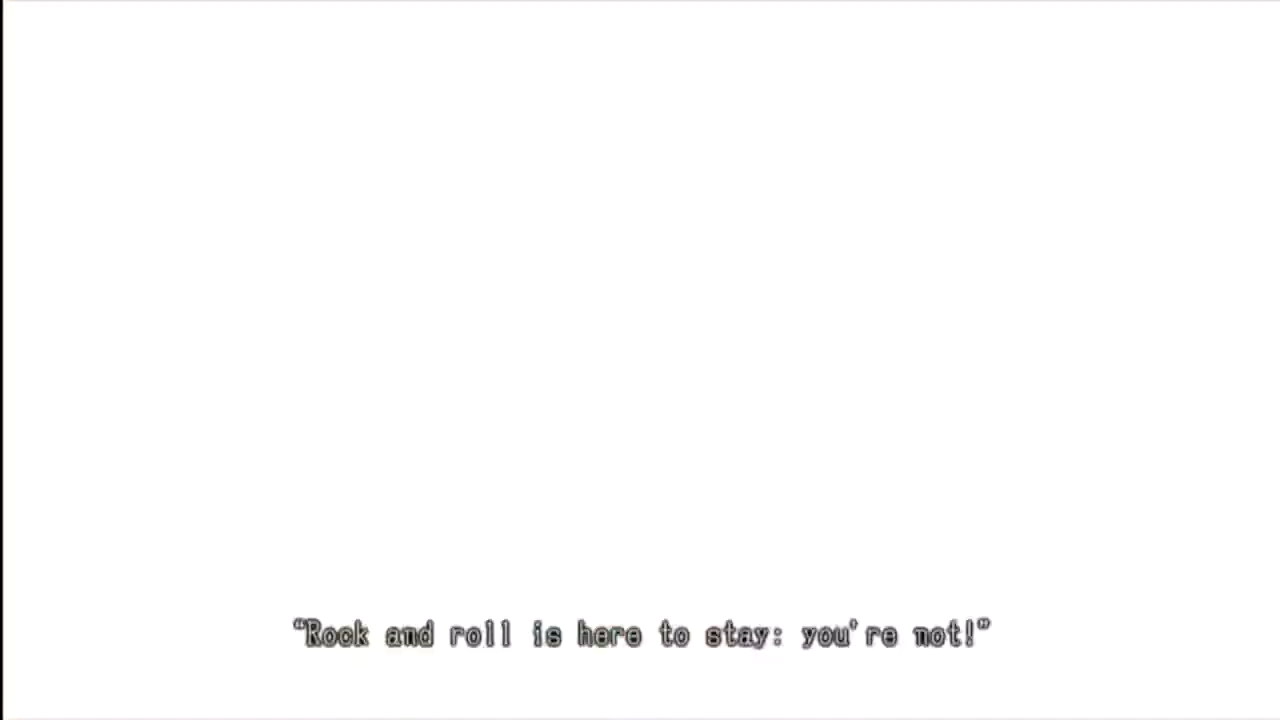 “Rock and roll is here to stay: you're not!”